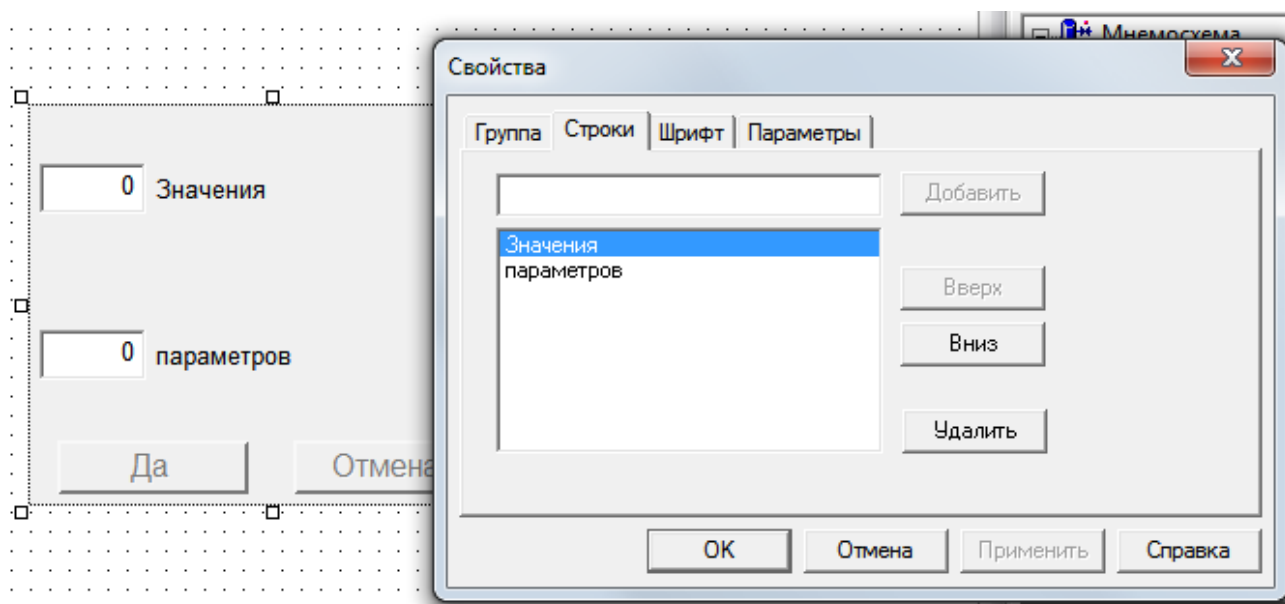 Мнемосхема
Свойства
Группа Строки Шрифт Параметры
0 Значения
Добавить
Значения
параметров
Вверх
Вниз
0 параметров
Удалить
Да Отмена
OK Отмена Применить Справка